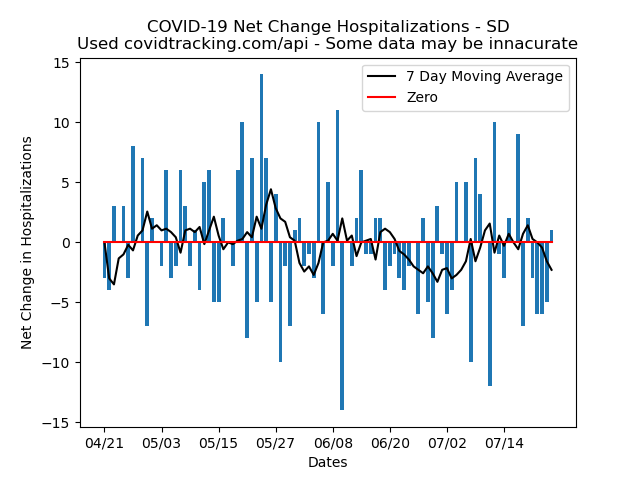 COVID-19 Net Change Hospitalizations - SD
Used covidtracking.com/api - Some data may be innacurate
7 Day Moving Average
Zero
Net Change in Hospitalizations
15
10
5
0
−5
−10
−15
04/21 05/03 05/15 05/27 06/08 06/20 07/02 07/14
Dates